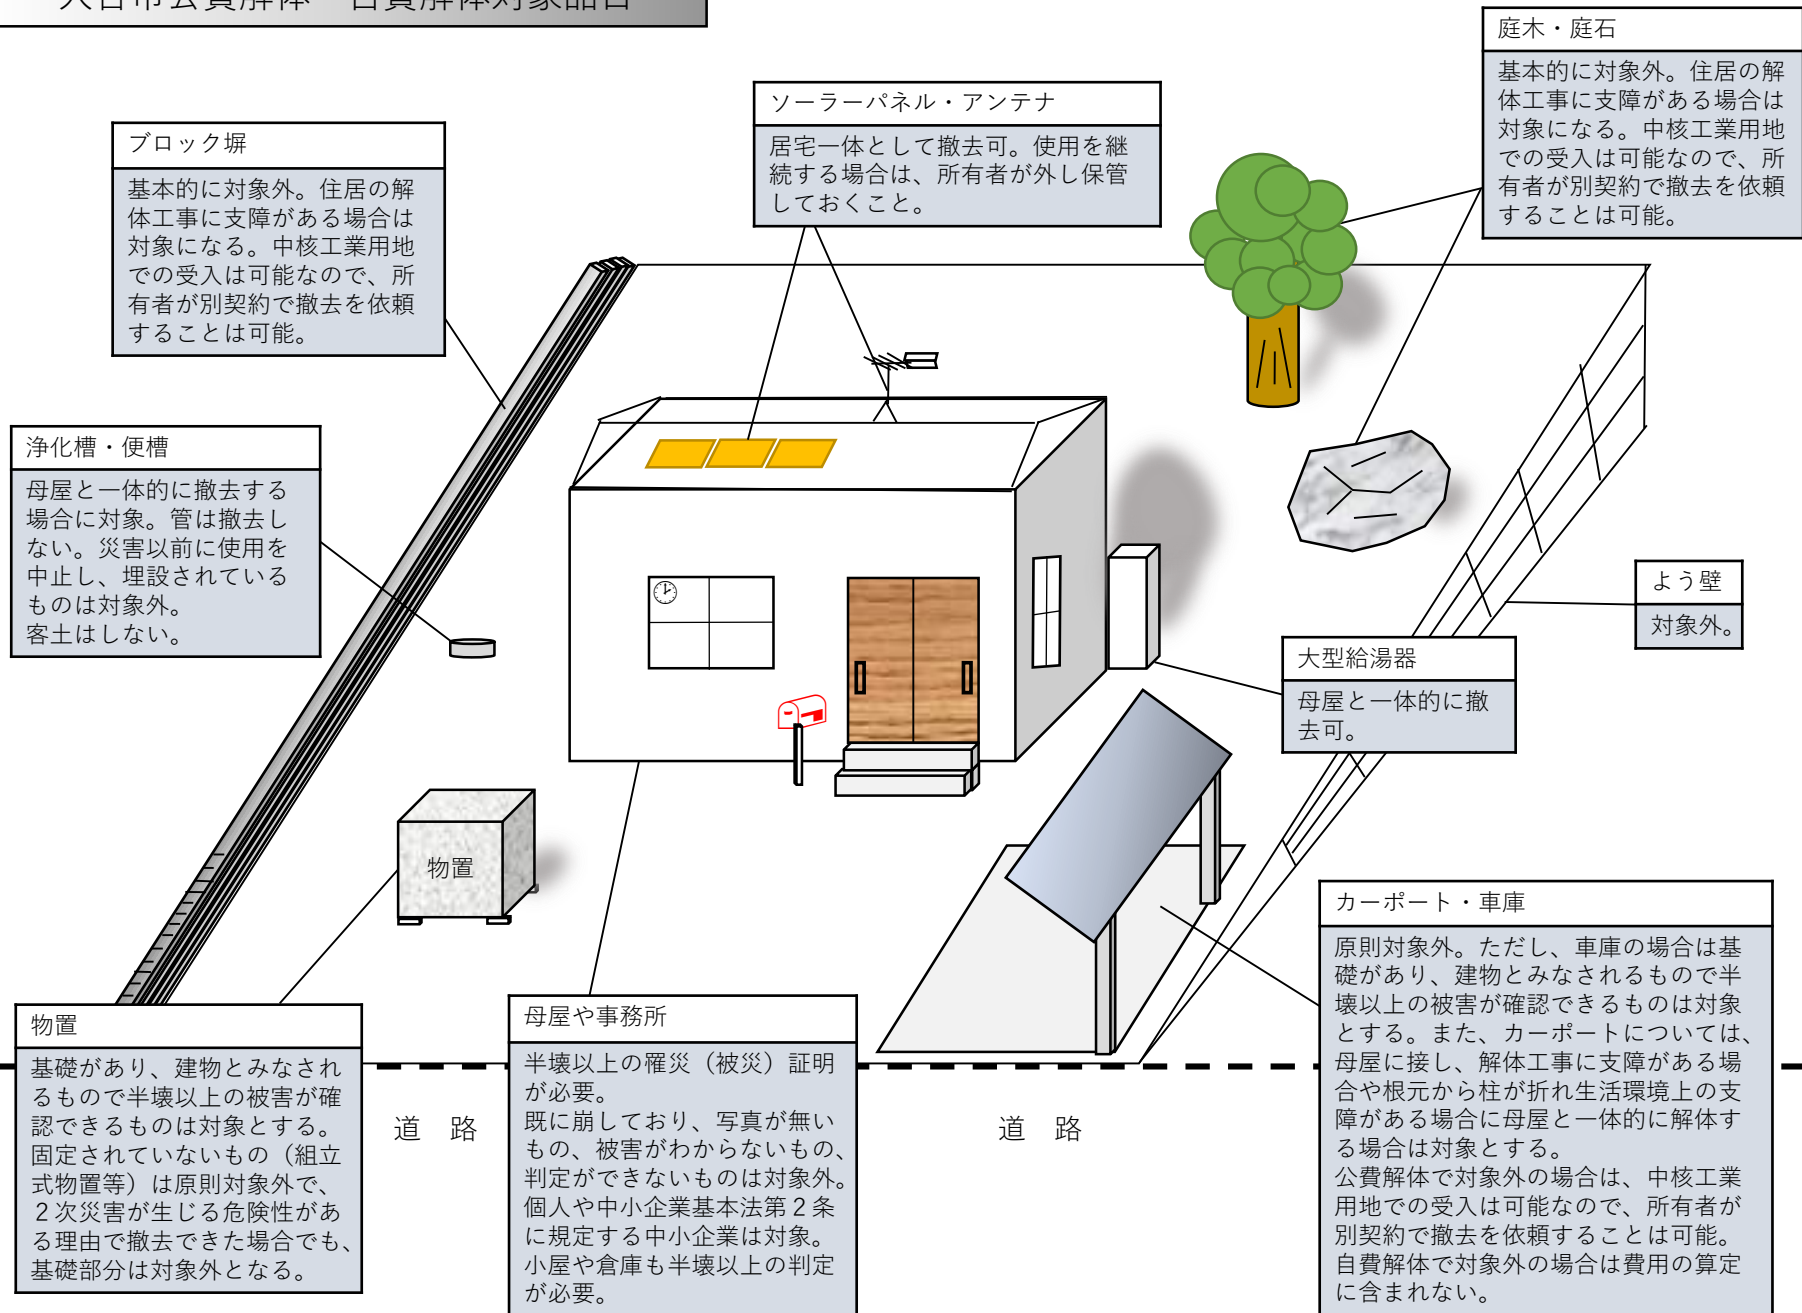 庭木・庭石
基本的に対象外。住居の解
体工事に支障がある場合は
対象になる。中核工業用地
での受入は可能なので、所
有者が別契約で撤去を依頼
することは可能。
ソーラーパネル・アンテナ
居宅一体として撤去可。使用を継
続する場合は、所有者が外し保管
しておくこと。
ブロック塀
基本的に対象外。住居の解
体工事に支障がある場合は
対象になる。中核工業用地
での受入は可能なので、所
有者が別契約で撤去を依頼
することは可能。
浄化槽・便槽
母屋と一体的に撤去する
場合に対象。管は撤去し
ない。災害以前に使用を
中止し、埋設されている
ものは対象外。
客土はしない。
よう壁
対象外。
大型給湯器
母屋と一体的に撤
去可。
物置
カーポート・車庫
原則対象外。ただし、車庫の場合は基
礎があり、建物とみなされるもので半
壊以上の被害が確認できるものは対象
とする。また、カーポートについては、
母屋に接し、解体工事に支障がある場
合や根元から柱が折れ生活環境上の支
障がある場合に母屋と一体的に解体す
る場合は対象とする。
公費解体で対象外の場合は、中核工業
用地での受入は可能なので、所有者が
別契約で撤去を依頼することは可能。
自費解体で対象外の場合は費用の算定
に含まれない。
物置
基礎があり、建物とみなされ
るもので半壊以上の被害が確
認できるものは対象とする。
固定されていないもの（組立
式物置等）は原則対象外で、
２次災害が生じる危険性があ
る理由で撤去できた場合でも、
基礎部分は対象外となる。
母屋や事務所
半壊以上の罹災（被災）証明
が必要。
既に崩しており、写真が無い
もの、被害がわからないもの、
判定ができないものは対象外。
個人や中小企業基本法第２条
に規定する中小企業は対象。
小屋や倉庫も半壊以上の判定
が必要。
道 路
道 路